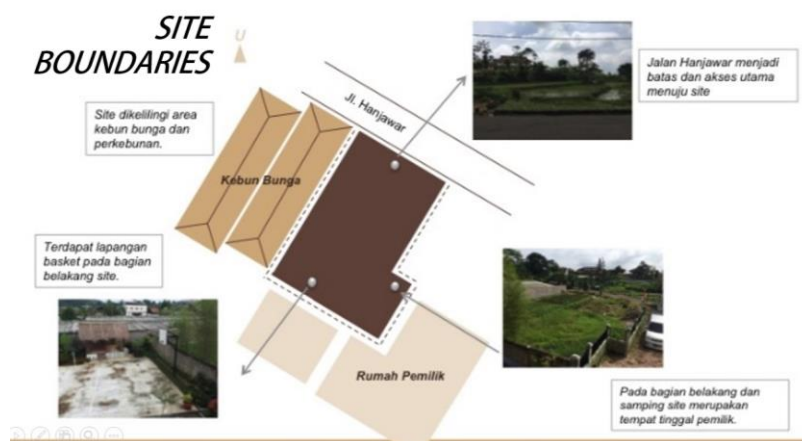 SITE
BOUNDARIES
U
Jl. Hanjawar
Jalan Hanjawar menjadi
batas dan akses utama
menuju site
Site dikelilingi area
kebun bunga dan
perkebunan.
Kebun Bunga
Terdapat lapangan
basket pada bagian
belakang site.
Rumah Pemilik
Pada bagian belakang dan
samping site merupakan
tempat tinggal pemilik.